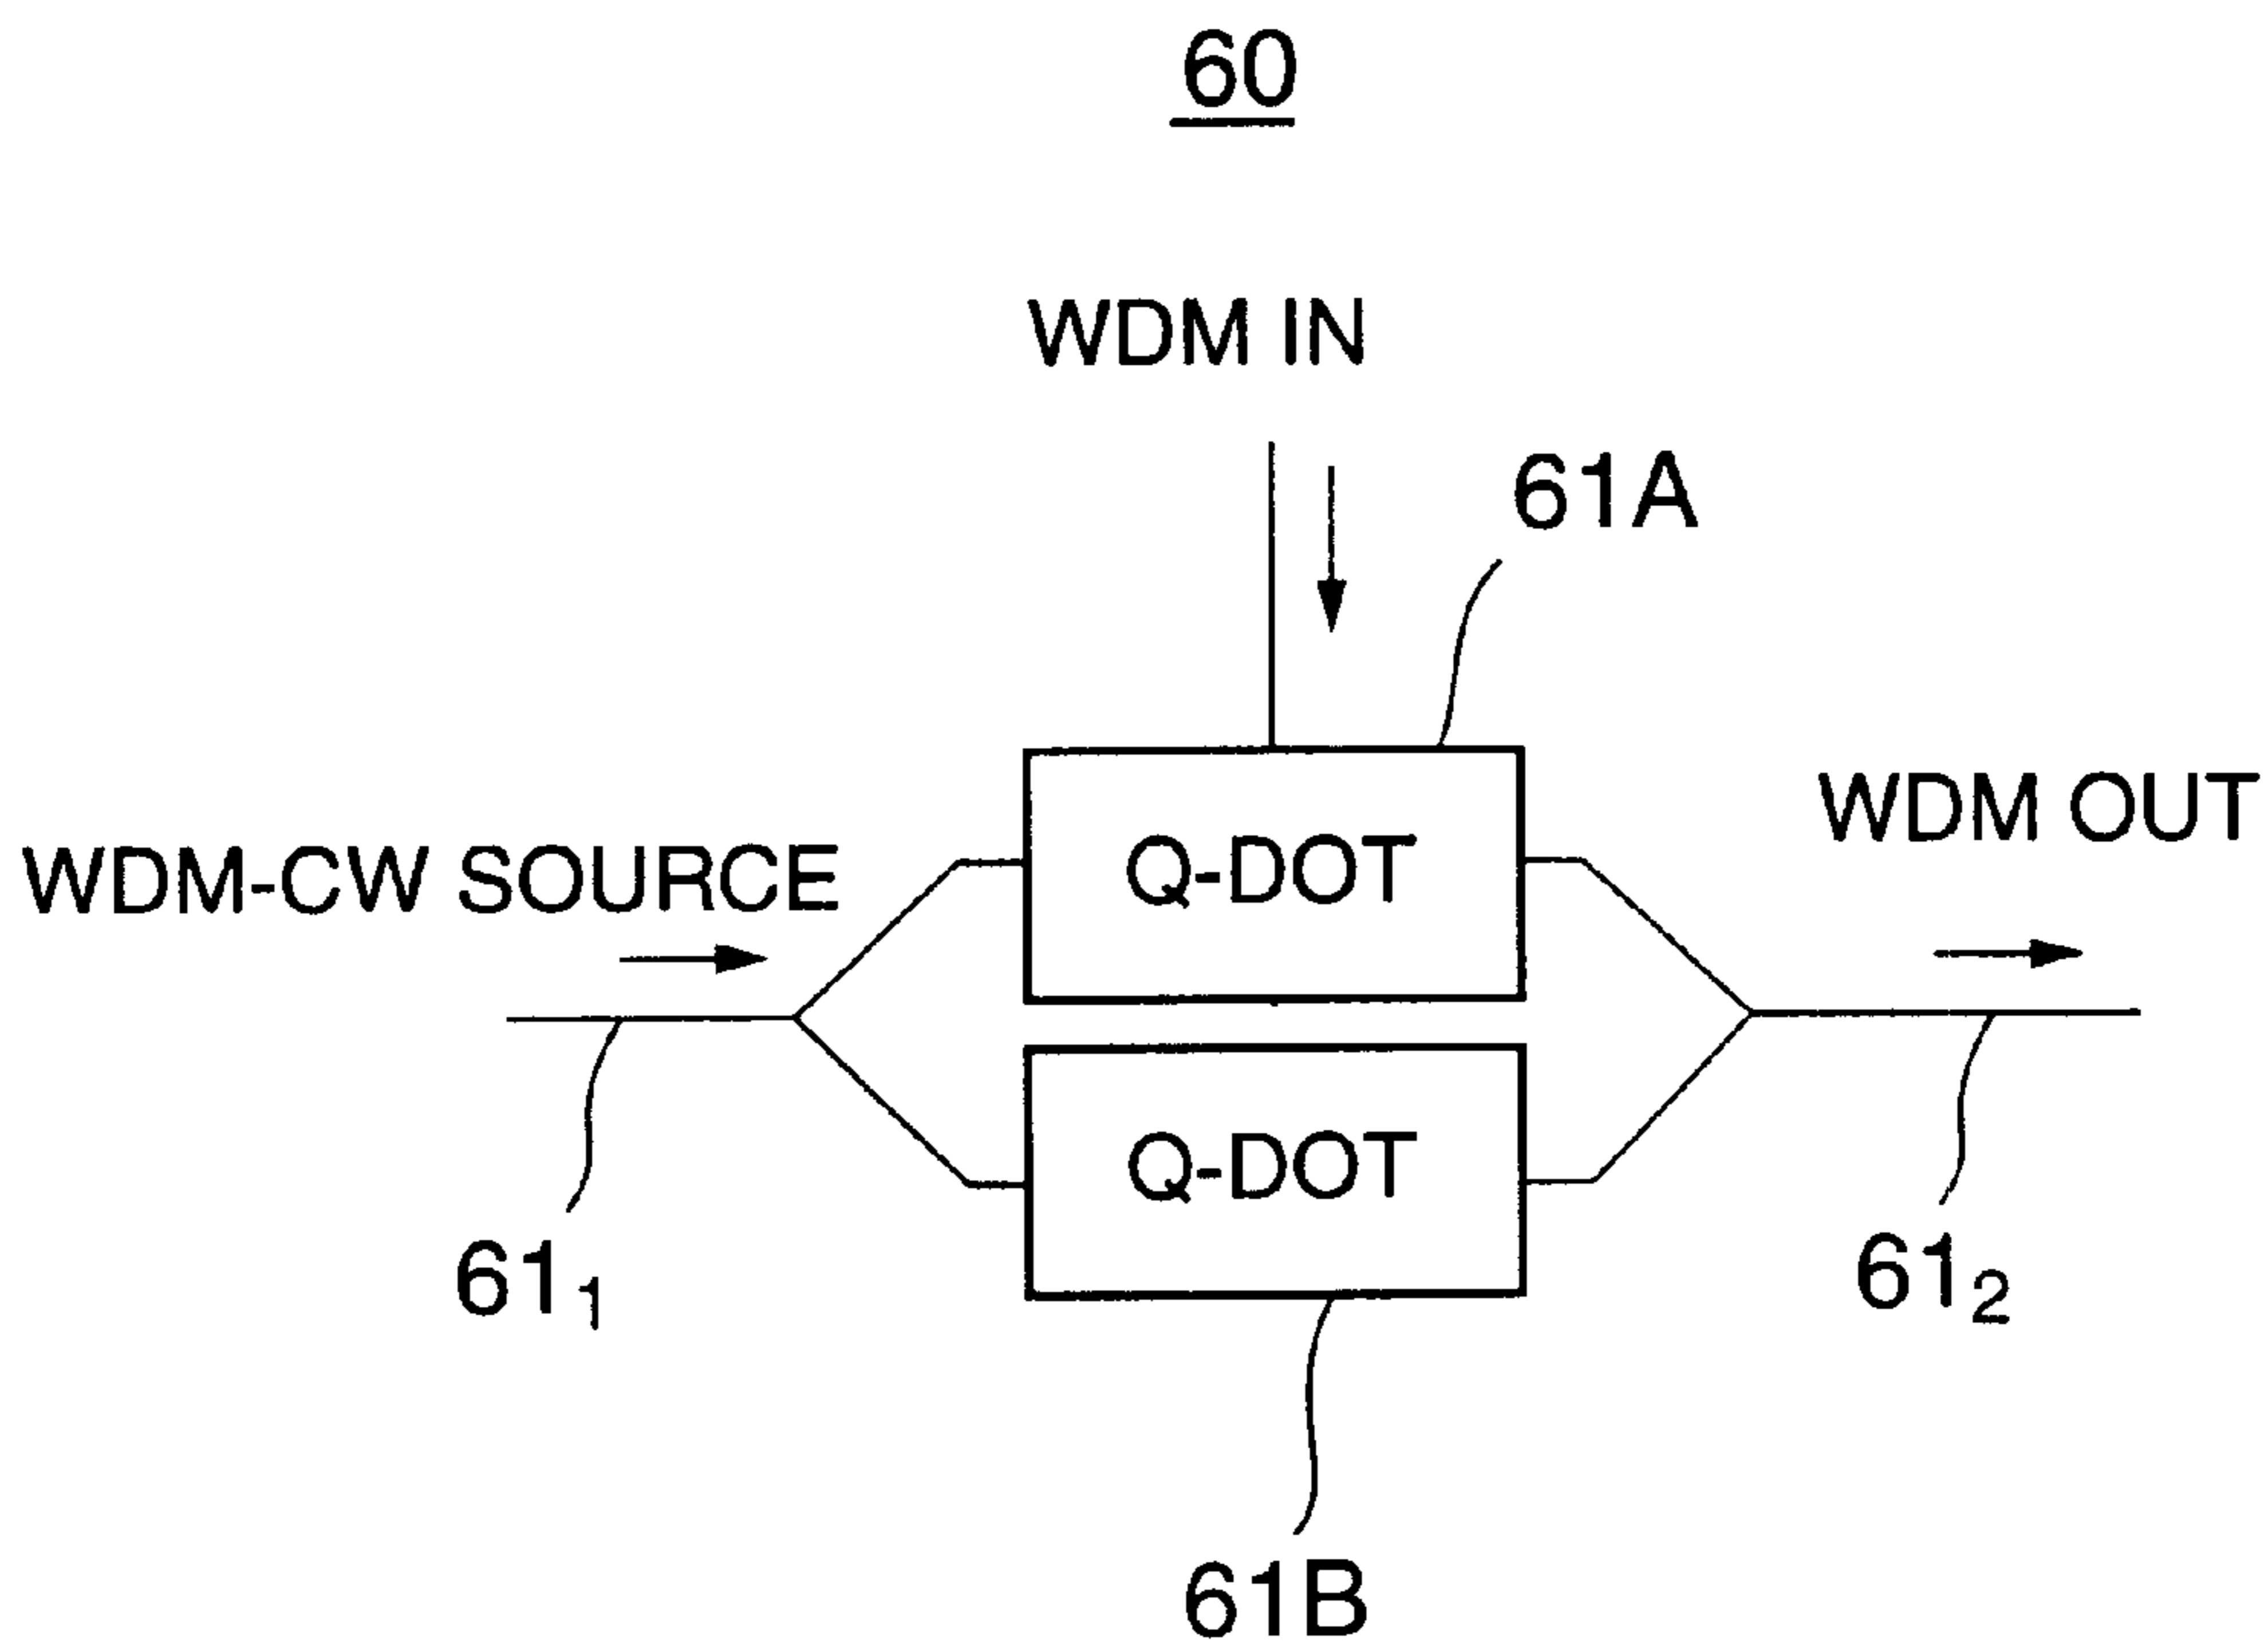 60
WDM IN
61A
WDM OUT
WDM-CW SOURCE
Q-DOT
Q-DOT
61₁
61₂
61B